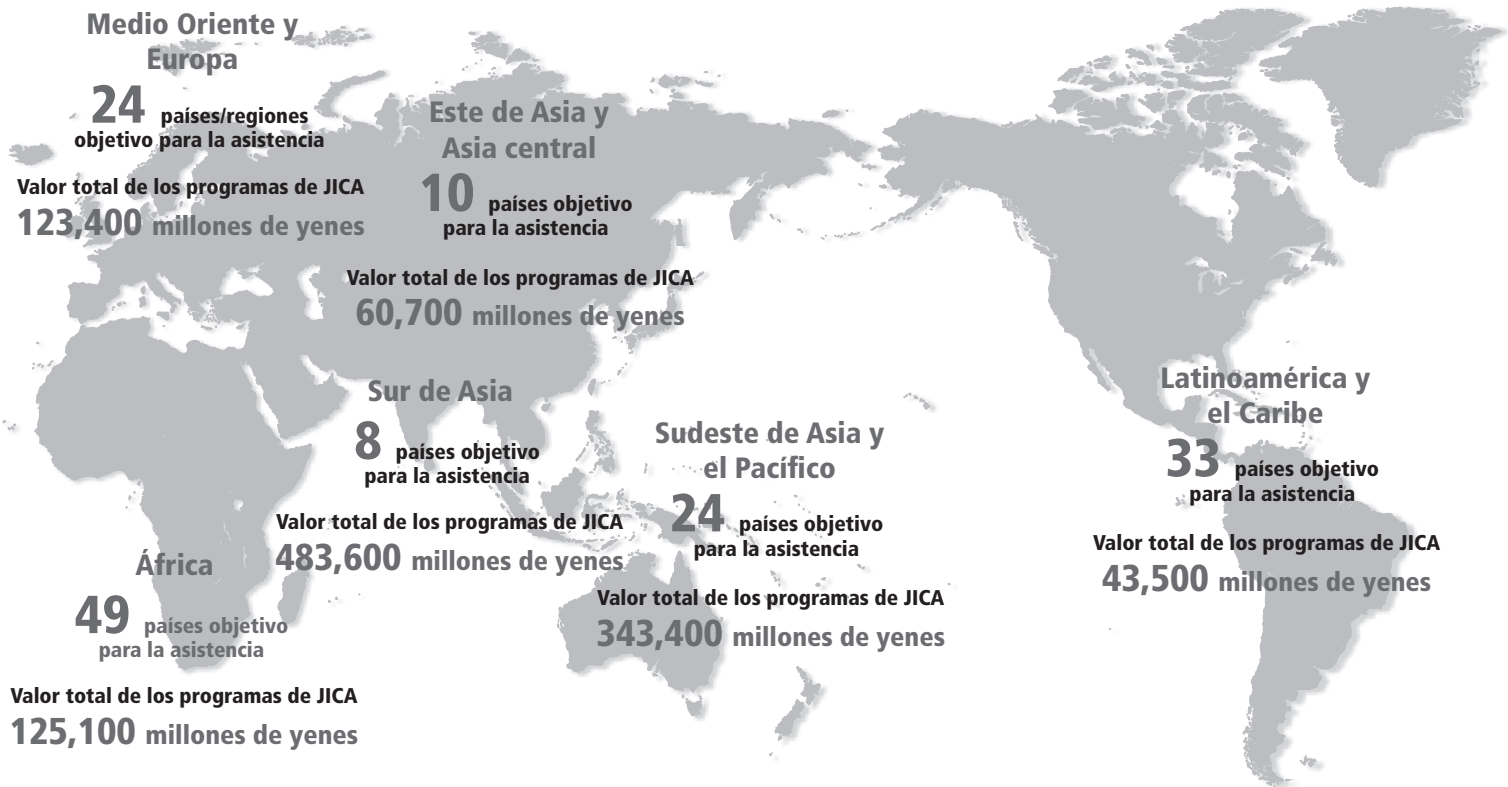 Medio Oriente y
Europa
24 países/regiones
objetivo para la asistencia
Valor total de los programas de JICA
123,400 millones de yenes
Este de Asia y
Asia central
10 países objetivo
para la asistencia
Valor total de los programas de JICA
60,700 millones de yenes
Sur de Asia
8 países objetivo
para la asistencia
Valor total de los programas de JICA
483,600 millones de yenes
Sudeste de Asia y
el Pacífico
24 países objetivo
para la asistencia
Valor total de los programas de JICA
343,400 millones de yenes
Latinoamérica y
el Caribe
33 países objetivo
para la asistencia
Valor total de los programas de JICA
43,500 millones de yenes
África
49 países objetivo
para la asistencia
Valor total de los programas de JICA
125,100 millones de yenes